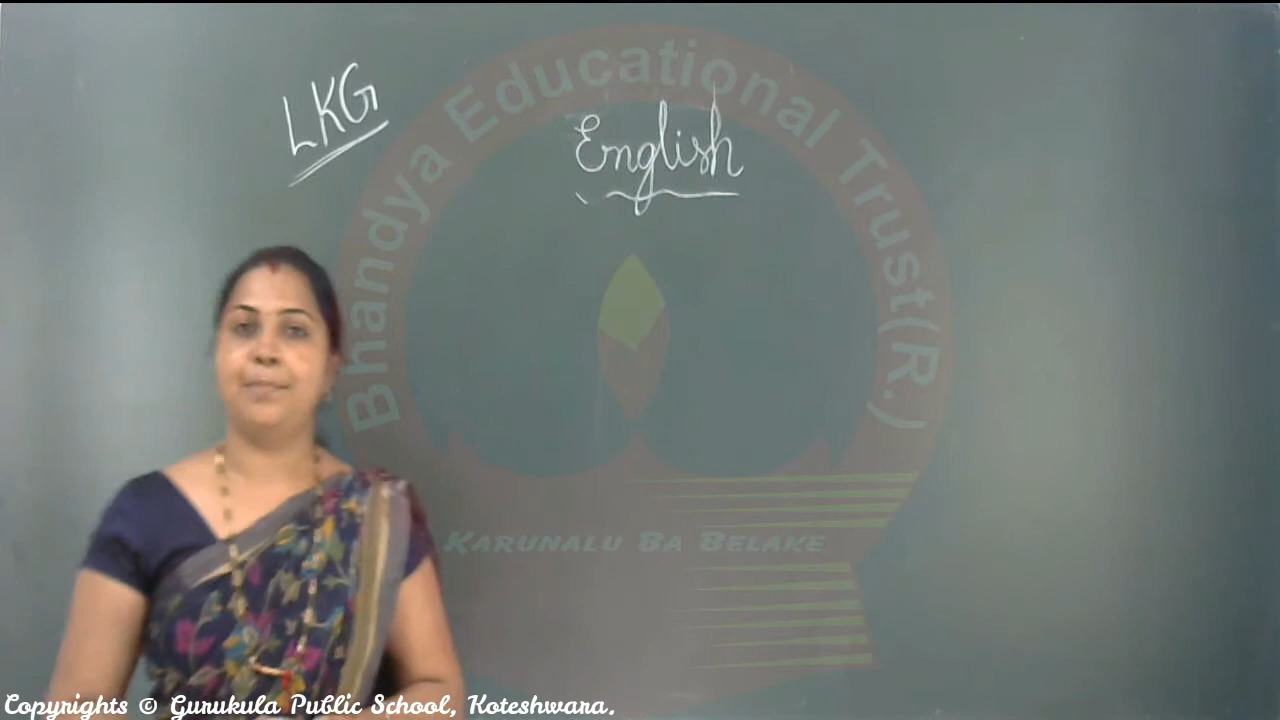 LKG
English
Bhandya Educational Trust(R.)
KARUNALU BA BELAKE
Copyrights © Gurukula Public School, Koteshwara.